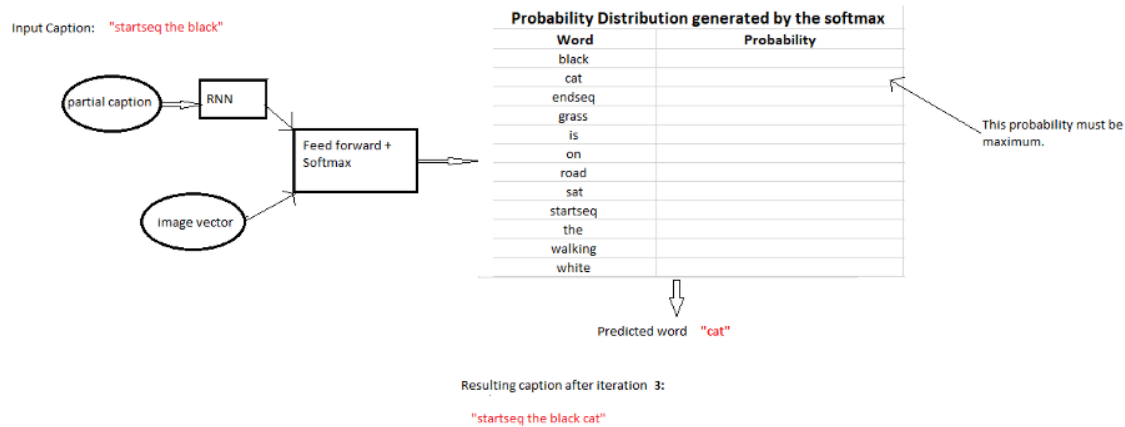 Input Caption: "startseq the black"
partial caption
RNN
Feed forward +
Softmax
image vector
Probability Distribution generated by the softmax
Word Probability
black
cat
endseq
grass
is
on
road
sat
startseq
the
walking
white
This probability must be
maximum.
Predicted word "cat"
Resulting caption after iteration 3:
"startseq the black cat"